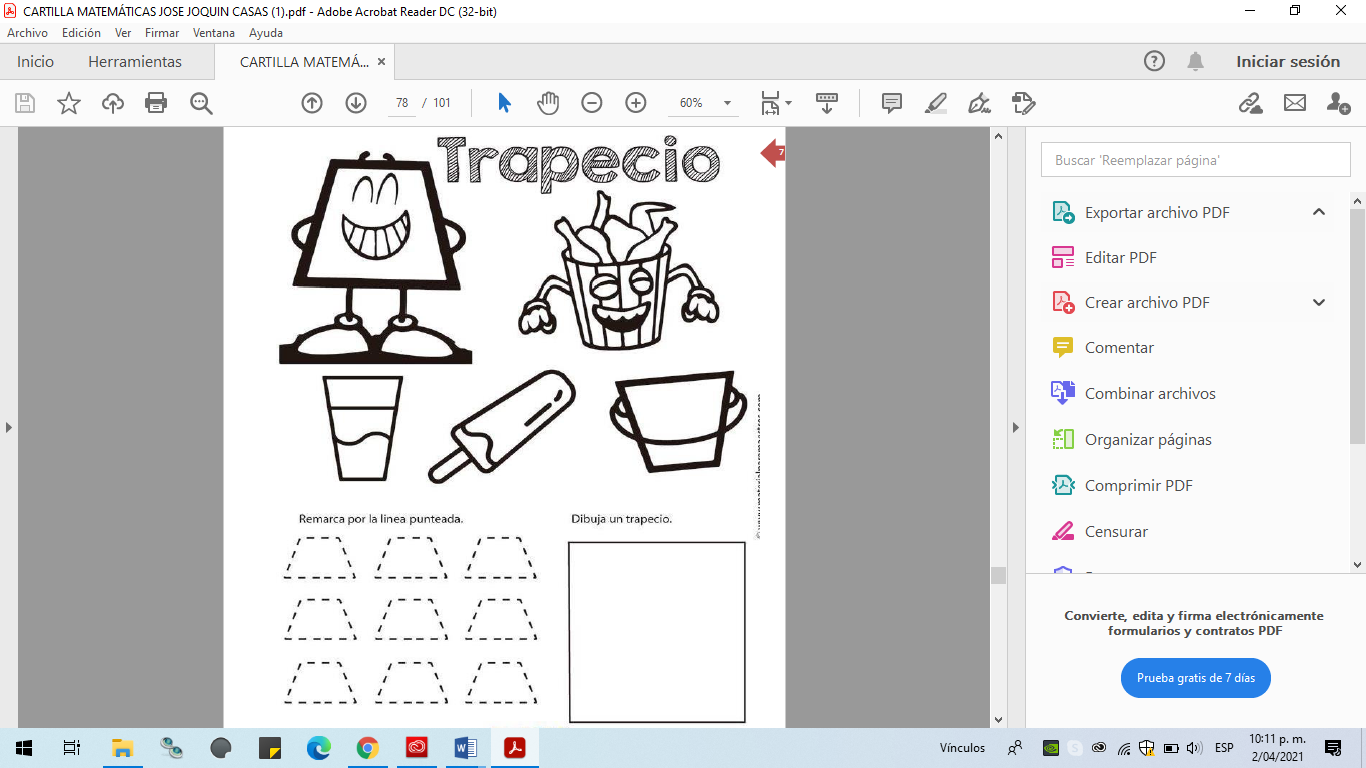 CARTILLA MATEMÁTICAS JOSE JOQUIN CASAS (1).pdf - Adobe Acrobat Reader DC (32-bit)
Archivo Edición Ver Firmar Ventana Ayuda
Inicio Herramientas CARTILLA MATEMÁ... × Iniciar sesión
78 / 101 60%
Trapecio
7
Remarca por la linea punteada.
Dibuja un trapecio.
Buscar 'Reemplazar página'
Exportar archivo PDF
Editar PDF
Crear archivo PDF
Comentar
Combinar archivos
Organizar páginas
Comprimir PDF
Censurar
Convierte, edita y firma electrónicamente
formularios y contratos PDF
Prueba gratis de 7 días
Vínculos ESP 10:11 p. m.
2/04/2021